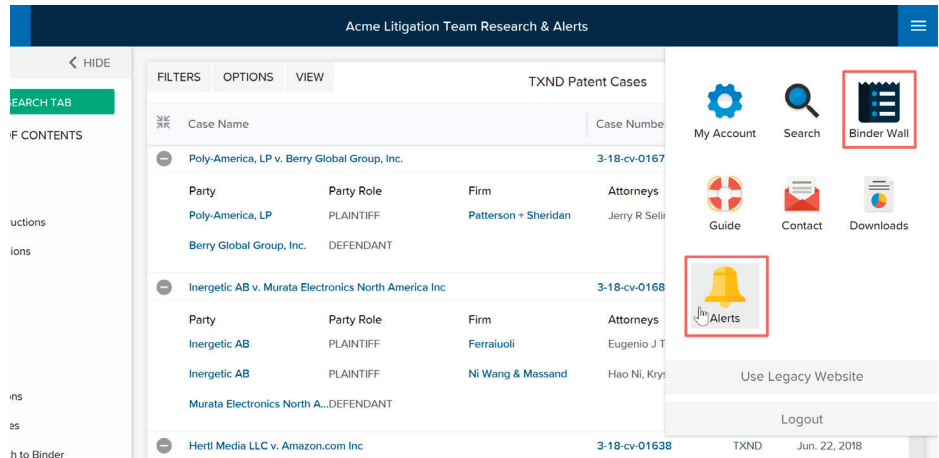 Acme Litigation Team Research & Alerts
HIDE
SEARCH TAB
OF CONTENTS
uctions
ions
ons
es
h to Binder
FILTERS OPTIONS VIEW
TXND Patent Cases
Case Name Case Numbe
Poly-America, LP v. Berry Global Group, Inc. 3-18-cv-0167
Party Party Role Firm Attorneys
Poly-America, LP PLAINTIFF Patterson + Sheridan Jerry R Selin
Berry Global Group, Inc. DEFENDANT
Inergetic AB v. Murata Electronics North America Inc 3-18-cv-0168
Party Party Role Firm Attorneys
Inergetic AB PLAINTIFF Ferraiuoli Eugenio J T
Inergetic AB PLAINTIFF Ni Wang & Massand Hao Ni, Krys
Murata Electronics North A...DEFENDANT
Hertl Media LLC v. Amazon.com Inc 3-18-cv-01638 TXND Jun. 22, 2018
My Account Search Binder Wall
Guide Contact Downloads
Alerts
Use Legacy Website
Logout